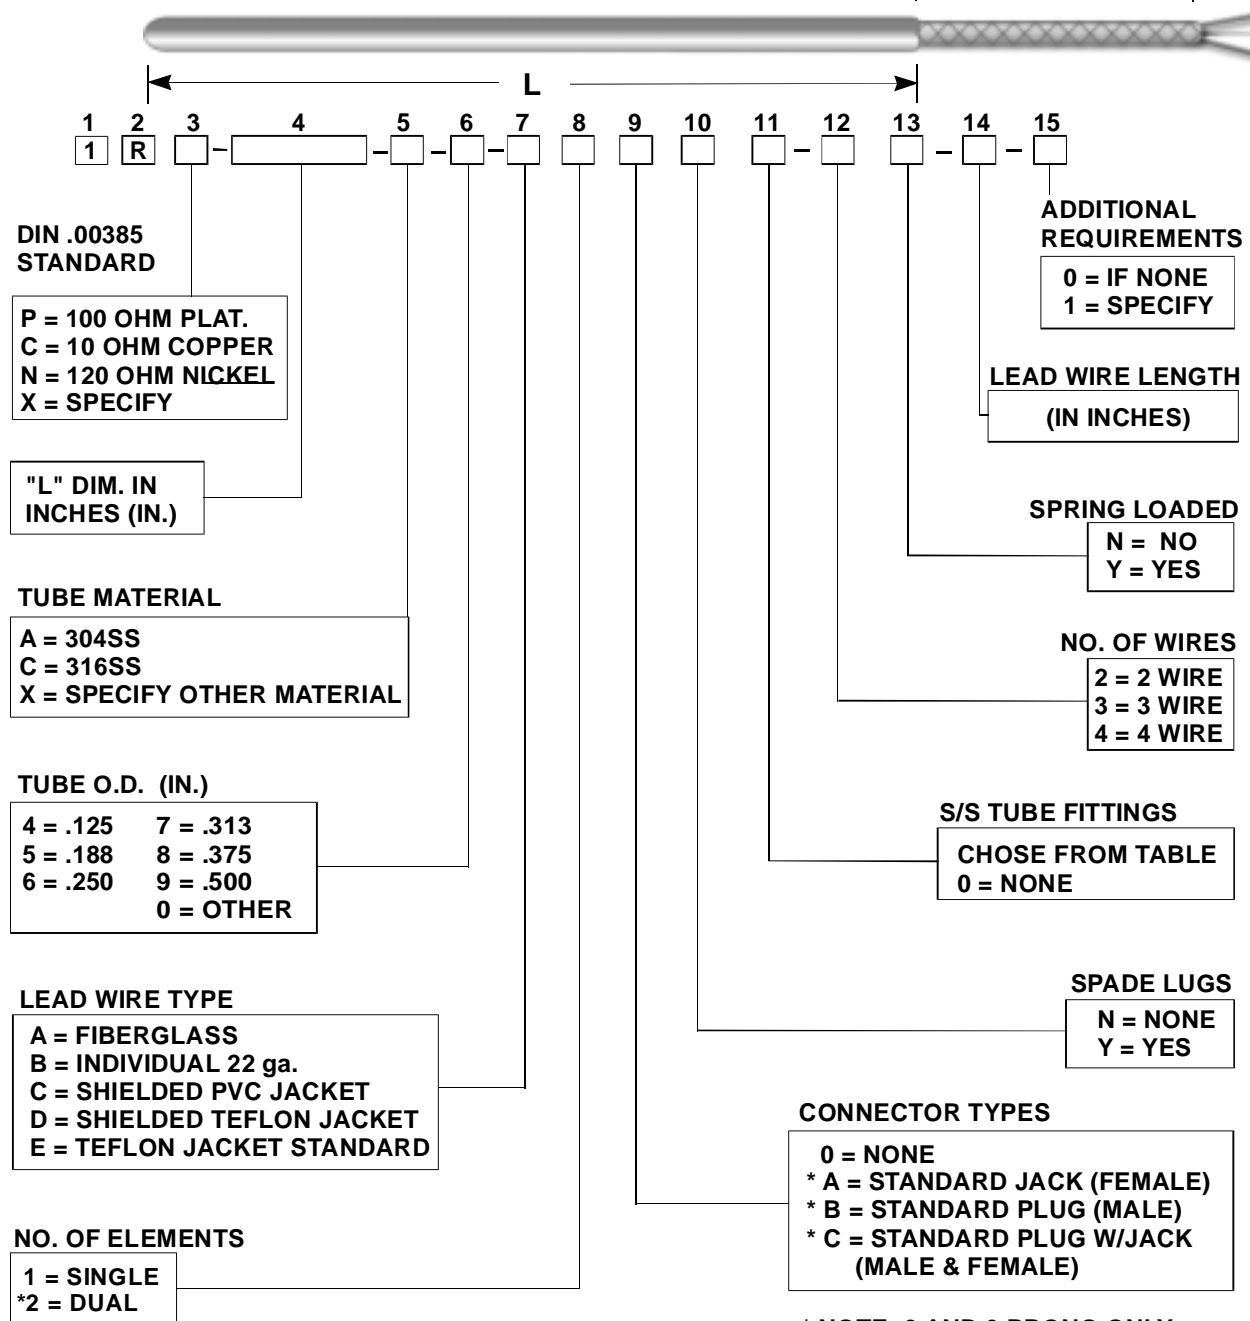 L
1 2 3 4 5 6 7 8 9 10 11 12 13 14 15
1 R - - - - - - -
DIN .00385
STANDARD
P = 100 OHM PLAT.
C = 10 OHM COPPER
N = 120 OHM NICKEL
X = SPECIFY
"L" DIM. IN
INCHES (IN.)
TUBE MATERIAL
A = 304SS
C = 316SS
X = SPECIFY OTHER MATERIAL
TUBE O.D. (IN.)
4 = .125 7 = .313
5 = .188 8 = .375
6 = .250 9 = .500
0 = OTHER
LEAD WIRE TYPE
A = FIBERGLASS
B = INDIVIDUAL 22 ga.
C = SHIELDED PVC JACKET
D = SHIELDED TEFLON JACKET
E = TEFLON JACKET STANDARD
NO. OF ELEMENTS
1 = SINGLE
*2 = DUAL
ADDITIONAL
REQUIREMENTS
0 = IF NONE
1 = SPECIFY
LEAD WIRE LENGTH
(IN INCHES)
SPRING LOADED
N = NO
Y = YES
NO. OF WIRES
2 = 2 WIRE
3 = 3 WIRE
4 = 4 WIRE
S/S TUBE FITTINGS
CHOSE FROM TABLE
0 = NONE
SPADE LUGS
N = NONE
Y = YES
CONNECTOR TYPES
0 = NONE
* A = STANDARD JACK (FEMALE)
* B = STANDARD PLUG (MALE)
* C = STANDARD PLUG W/JACK
(MALE & FEMALE)